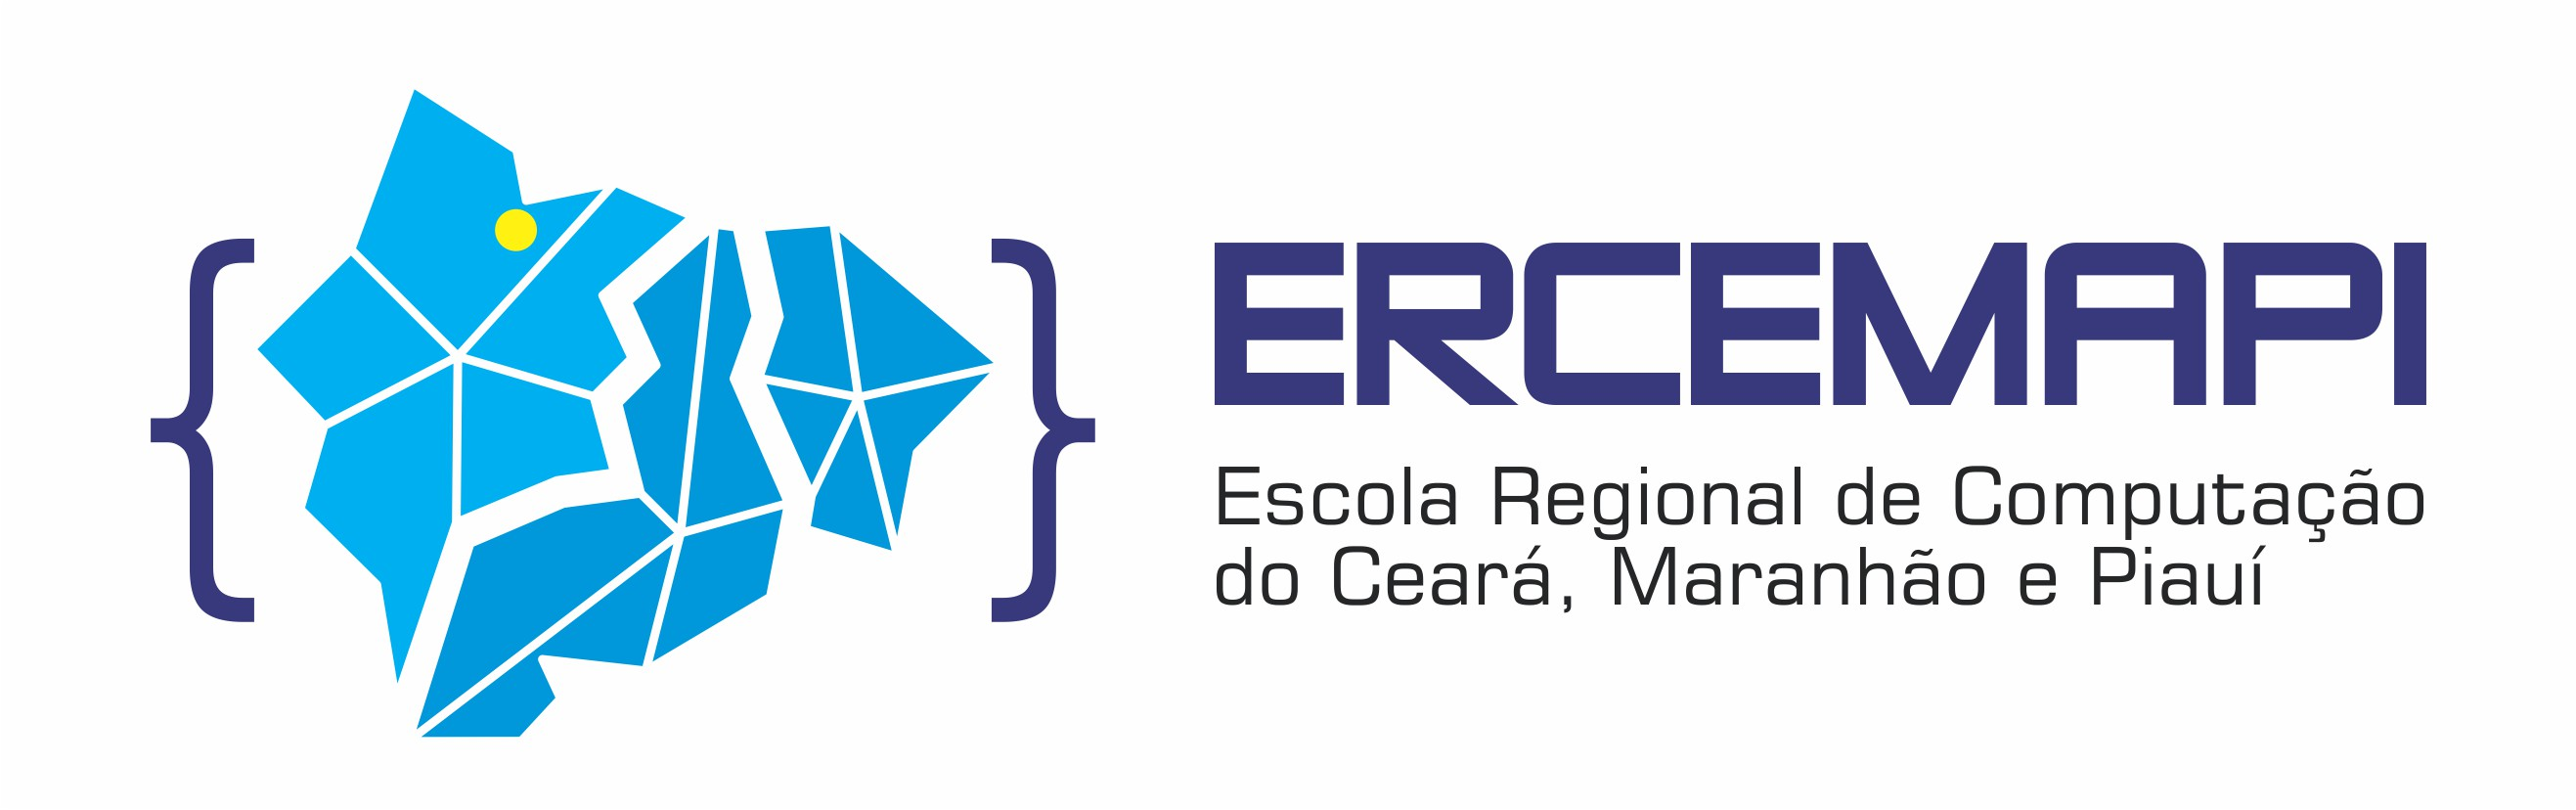 ERCEMAPI
Escola Regional de Computação
do Ceará, Maranhão e Piauí